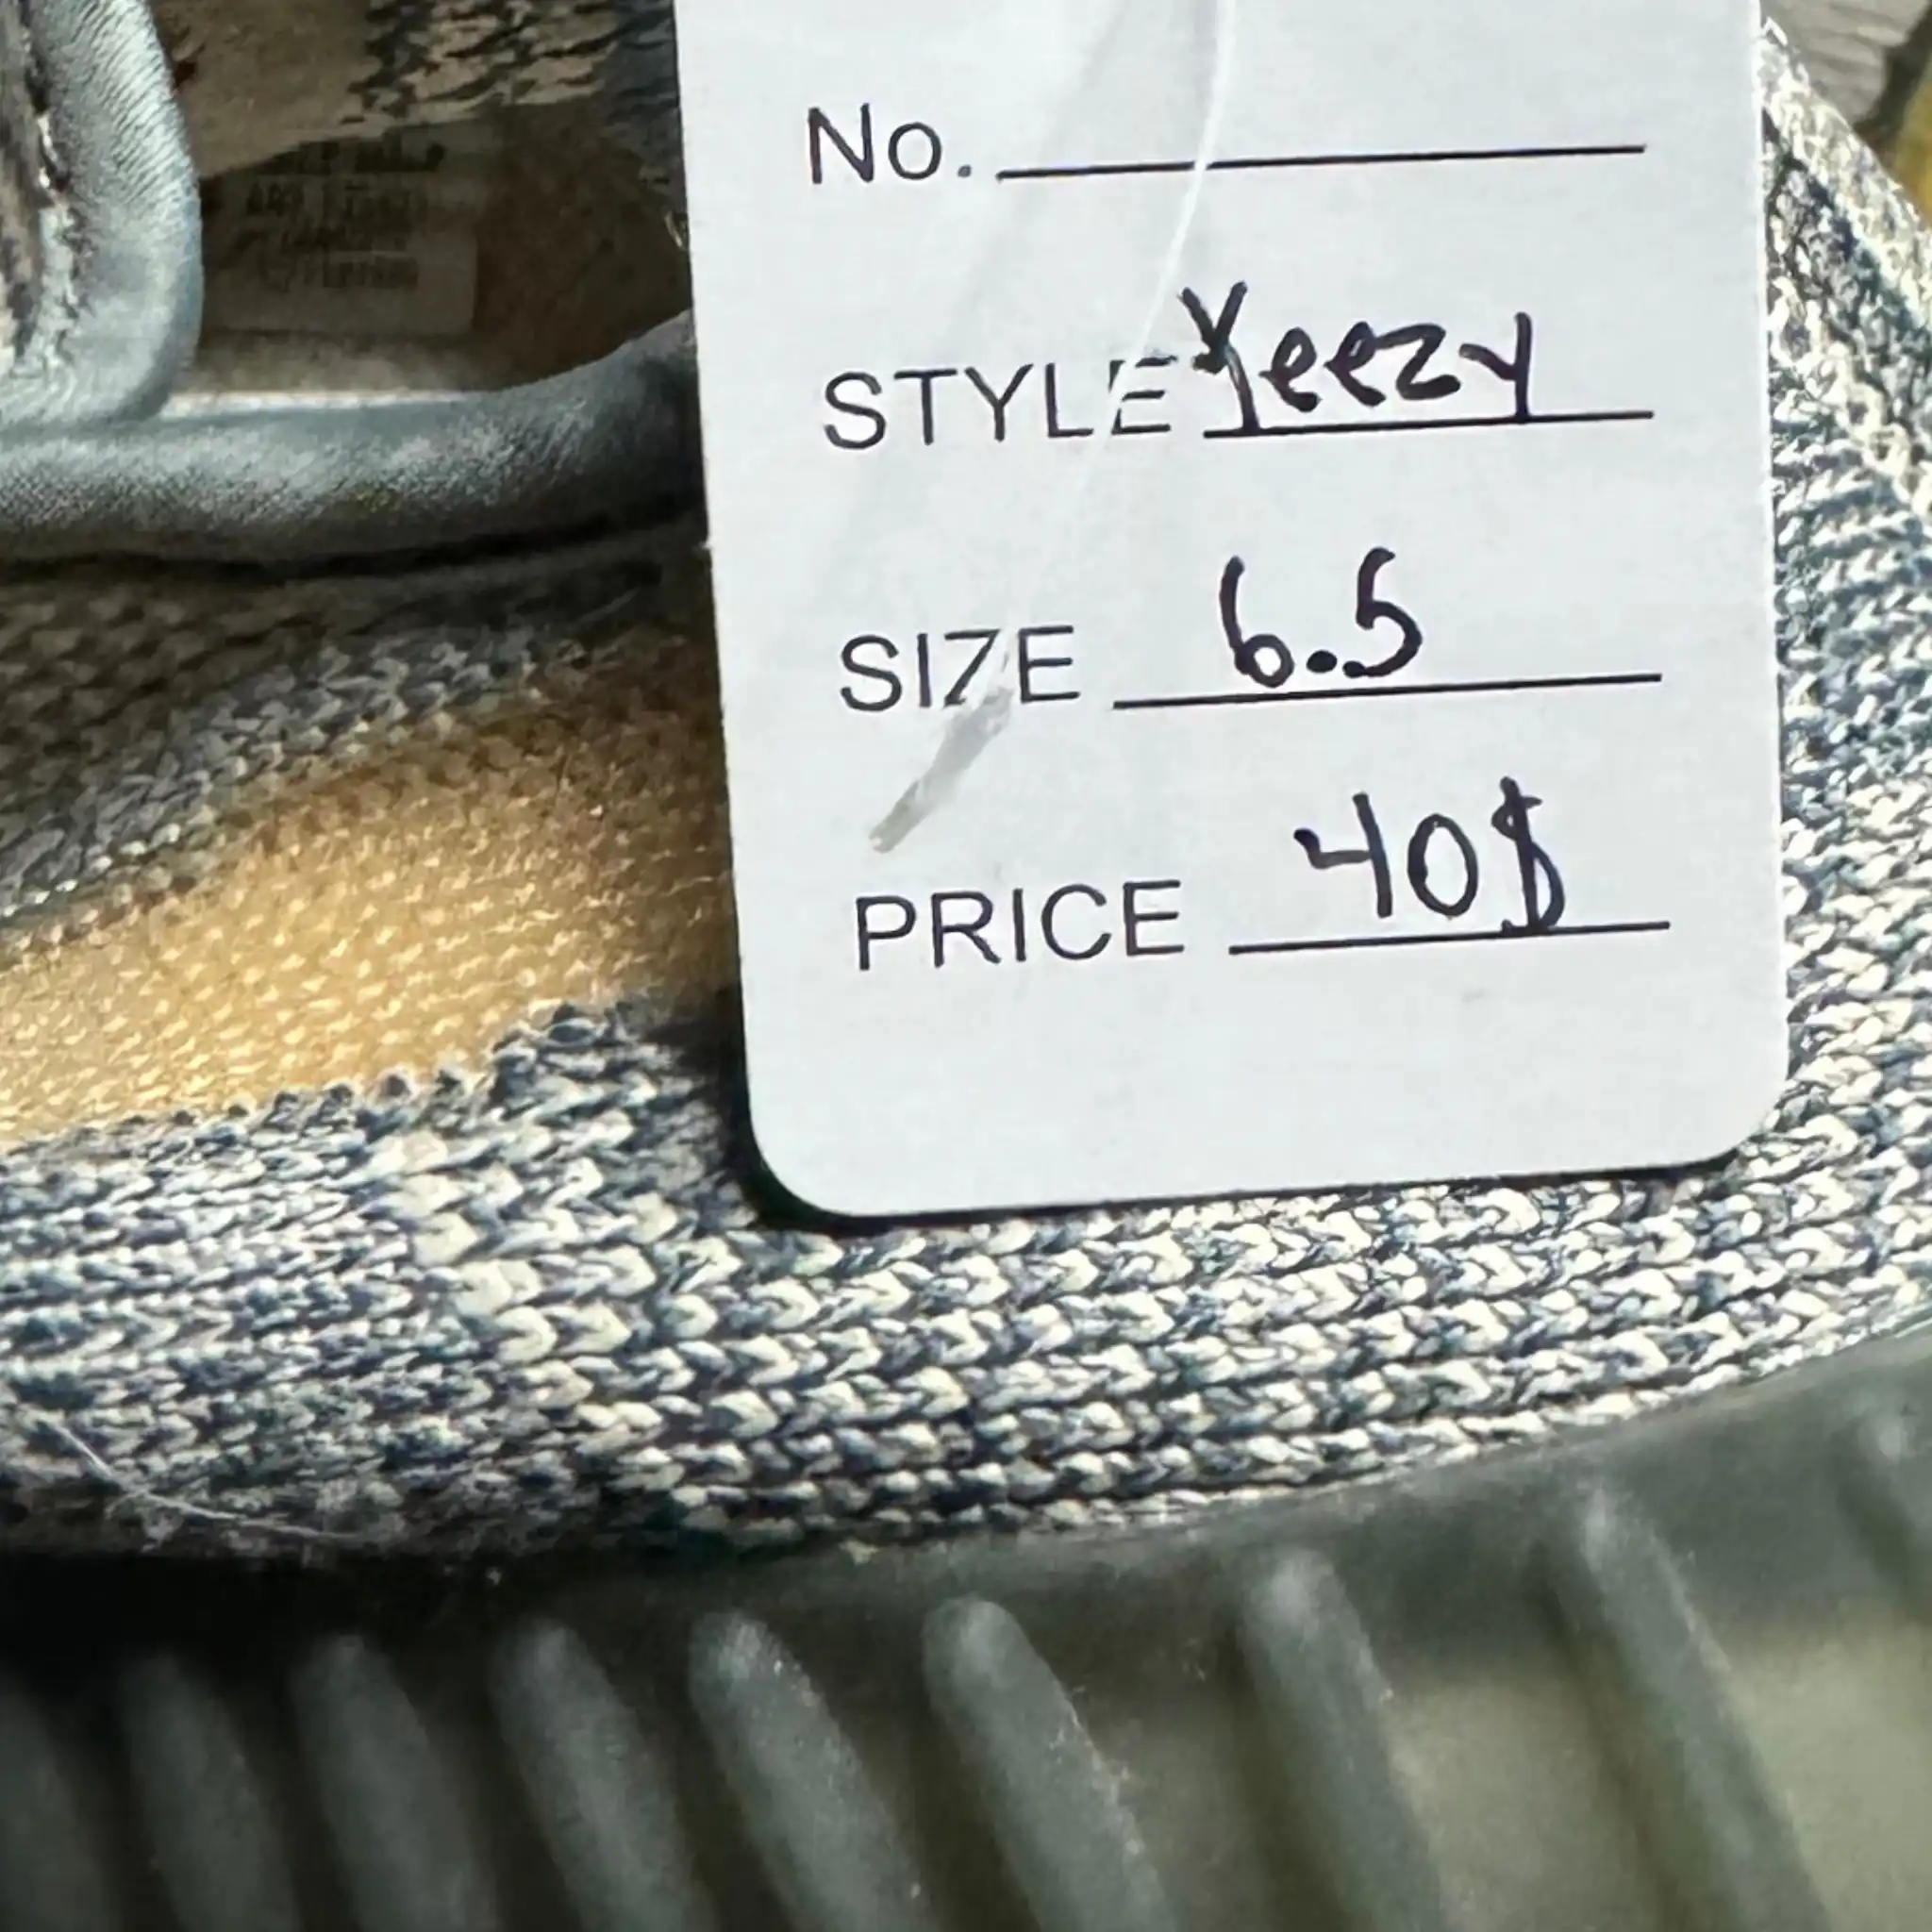 No.
STYLE Yeezy
SIZE 6.5
PRICE 40$